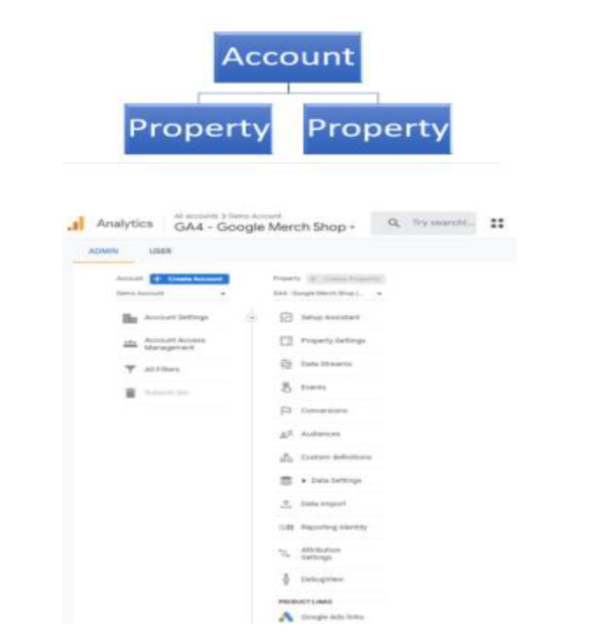 Account
Property Property
Analytics
All accounts > Demo Account
GA4 - Google Merch Shop
Try searchi...
ADMIN USER
Account + Create Account
Demo Account
Account Settings
Account Access
Management
All Filters
Property + Create Property
GA4 - Google Merch Shop (...
Setup Assistant
Property Settings
Data Streams
Events
Conversions
Audiences
Custom definitions
Data Settings
Data Import
Reporting Identity
Attribution
Settings
DebugView
PRODUCT LINKS
Google Ads links